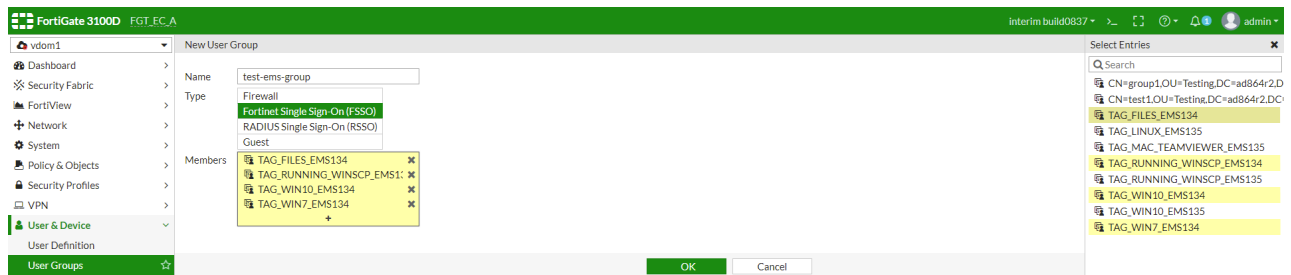 FortiGate 3100D FGT_EC_A interim build0837 >_ admin
vdom1
Dashboard
Security Fabric
FortiView
Network
System
Policy & Objects
Security Profiles
VPN
User & Device
User Definition
User Groups
New User Group
Name test-ems-group
Type Firewall
Fortinet Single Sign-On (FSSO)
RADIUS Single Sign-On (RSSO)
Guest
Members TAG_FILES_EMS134
TAG_RUNNING_WINSCP_EMS13
TAG_WIN10_EMS134
TAG_WIN7_EMS134
+
OK Cancel
Select Entries
Search
CN=group1,OU=Testing,DC=ad864r2,D
CN=test1,OU=Testing,DC=ad864r2,DC
TAG_FILES_EMS134
TAG_LINUX_EMS135
TAG_MAC_TEAMVIEWER_EMS135
TAG_RUNNING_WINSCP_EMS134
TAG_RUNNING_WINSCP_EMS135
TAG_WIN10_EMS134
TAG_WIN10_EMS135
TAG_WIN7_EMS134